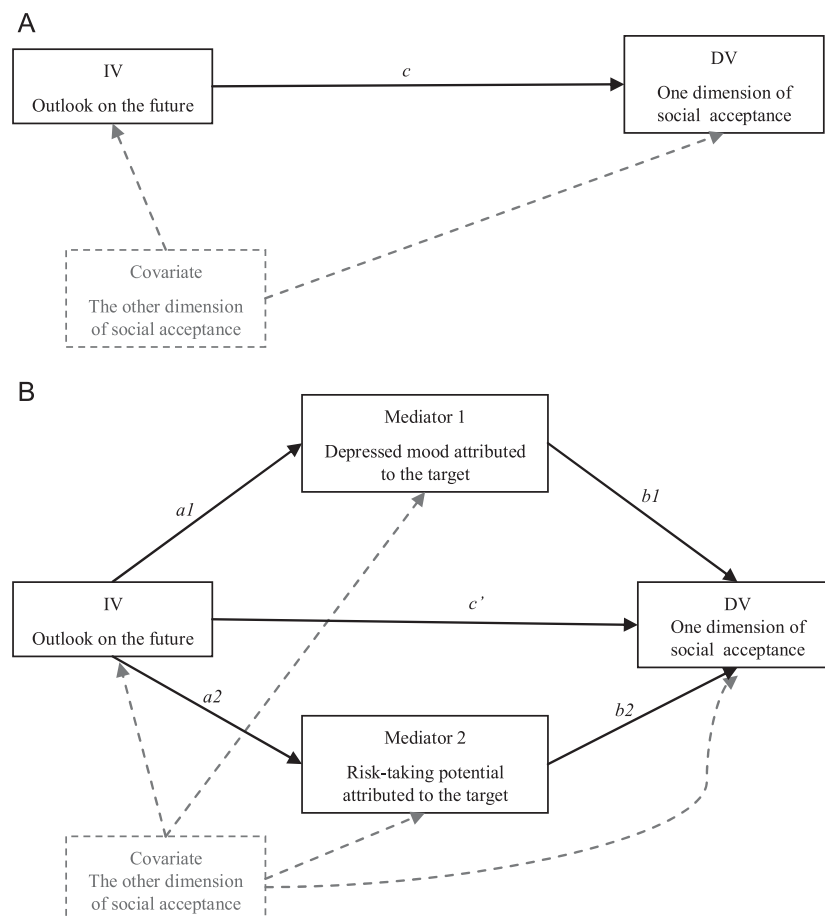 A
IV
Outlook on the future
c
DV
One dimension of
social acceptance
Covariate
The other dimension
of social acceptance
B
Mediator 1
Depressed mood attributed
to the target
a1
b1
IV
Outlook on the future
c’
DV
One dimension of
social acceptance
a2
b2
Mediator 2
Risk-taking potential
attributed to the target
Covariate
The other dimension
of social acceptance